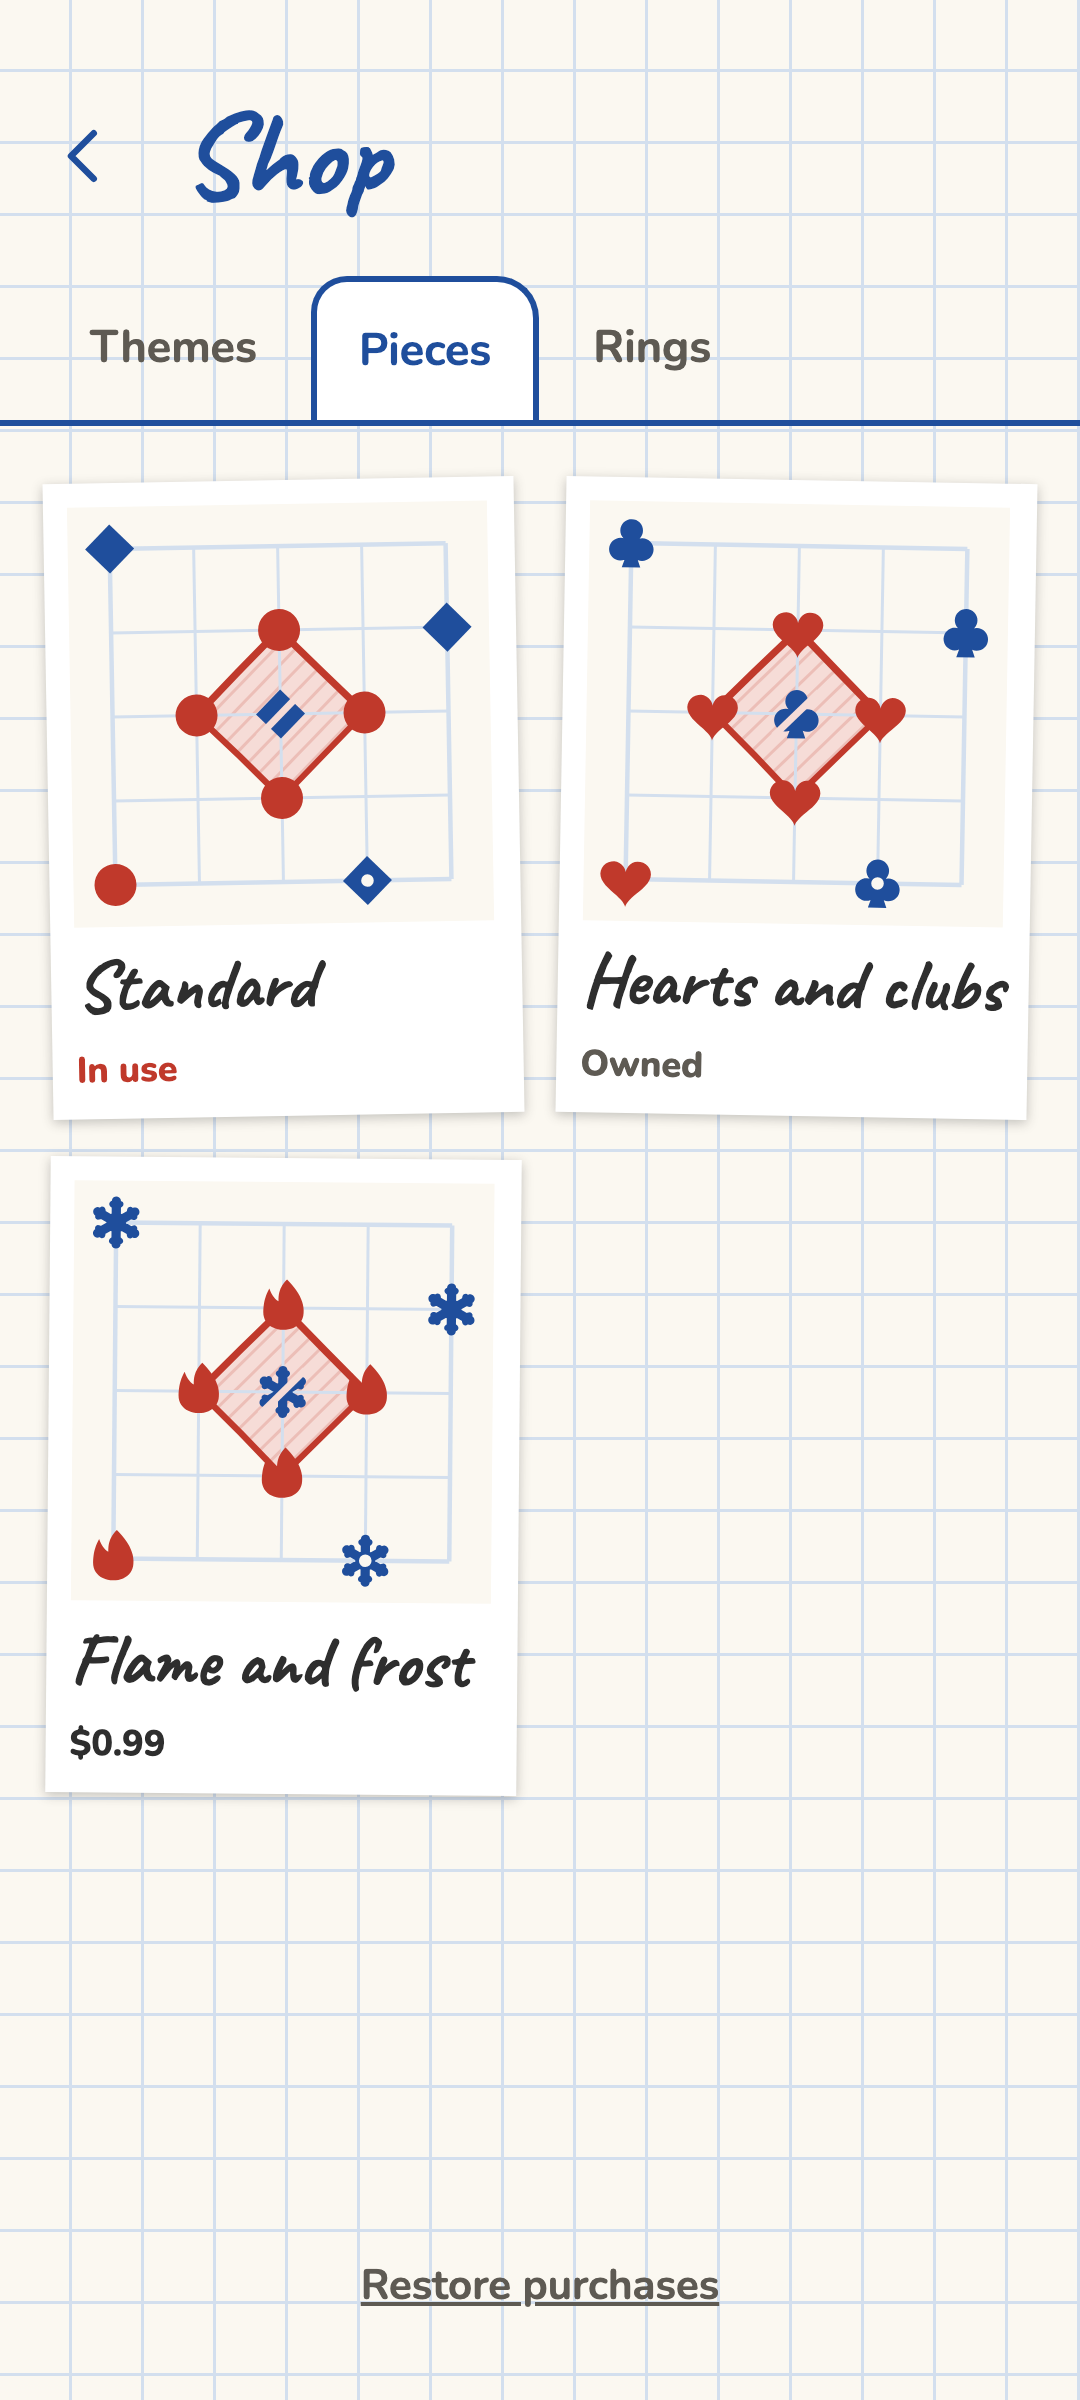 Shop
Themes
Pieces
Rings
Standard
In use
Hearts and clubs
Owned
Flame and frost
$0.99
Restore purchases